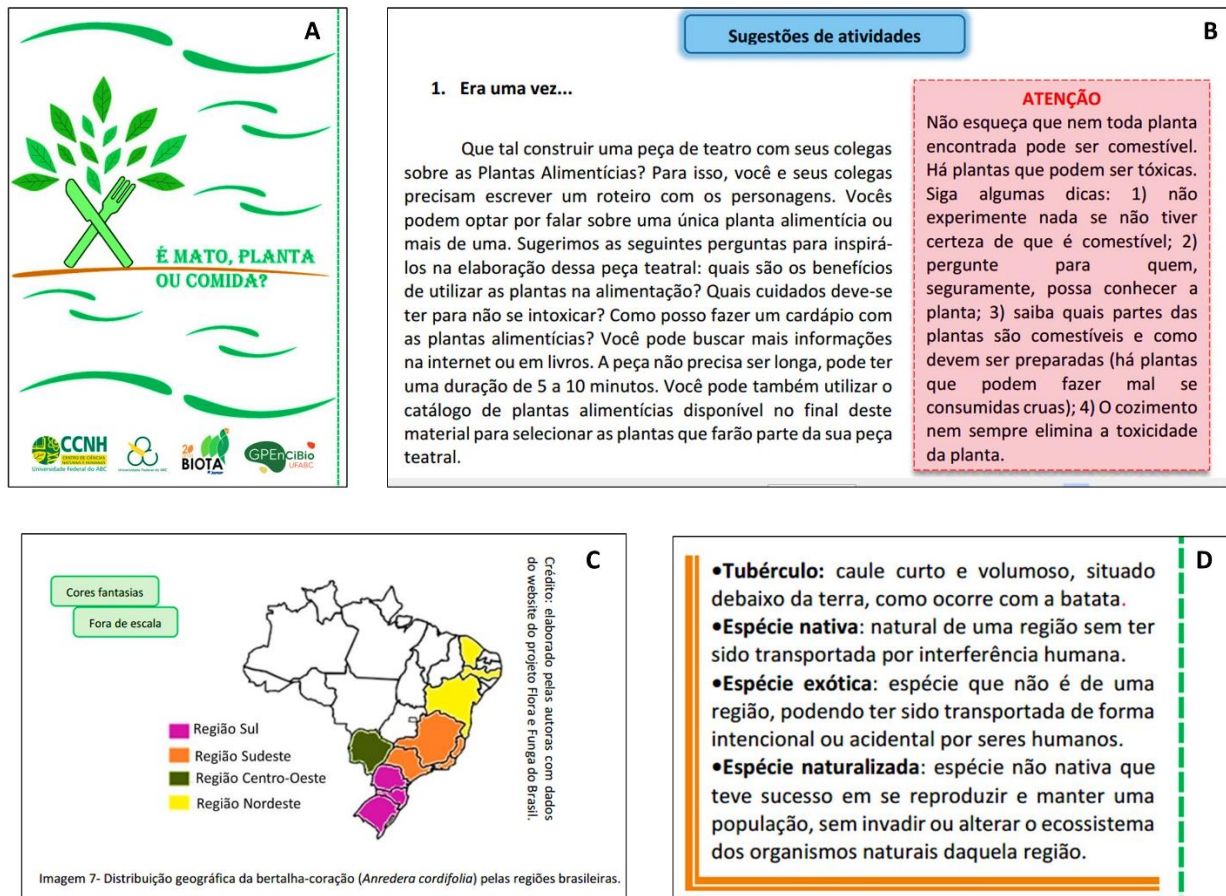 A
É MATO, PLANTA
OU COMIDA?
CCNH
CENTRO DE CIÊNCIAS
NATURAIS E HUMANAS
Universidade Federal do ABC
Universidade Federal do ABC
BIOTA
GPEnCiBio
UFABC
B
Sugestões de atividades
1. Era uma vez...
Que tal construir uma peça de teatro com seus colegas
sobre as Plantas Alimentícias? Para isso, você e seus colegas
precisam escrever um roteiro com os personagens. Vocês
podem optar por falar sobre uma única planta alimentícia ou
mais de uma. Sugerimos as seguintes perguntas para inspirá-
los na elaboração dessa peça teatral: quais são os benefícios
de utilizar as plantas na alimentação? Quais cuidados deve-se
ter para não se intoxicar? Como posso fazer um cardápio com
as plantas alimentícias? Você pode buscar mais informações
na internet ou em livros. A peça não precisa ser longa, pode ter
uma duração de 5 a 10 minutos. Você pode também utilizar o
catálogo de plantas alimentícias disponível no final deste
material para selecionar as plantas que farão parte da sua peça
teatral.
ATENÇÃO
Não esqueça que nem toda planta
encontrada pode ser comestível.
Há plantas que podem ser tóxicas.
Siga algumas dicas: 1) não
experimente nada se não tiver
certeza de que é comestível; 2)
pergunte para quem,
seguramente, possa conhecer a
planta; 3) saiba quais partes das
plantas são comestíveis e como
devem ser preparadas (há plantas
que podem fazer mal se
consumidas cruas); 4) O cozimento
nem sempre elimina a toxicidade
da planta.
C
Cores fantasias
Fora de escala
Região Sul
Região Sudeste
Região Centro-Oeste
Região Nordeste
Crédito: elaborado pelas autoras com dados
do website do projeto Flora e Funga do Brasil.
Imagem 7- Distribuição geográfica da bertalha-coração (Anredera cordifolia) pelas regiões brasileiras.
D
•Tubérculo: caule curto e volumoso, situado
debaixo da terra, como ocorre com a batata.
•Espécie nativa: natural de uma região sem ter
sido transportada por interferência humana.
•Espécie exótica: espécie que não é de uma
região, podendo ter sido transportada de forma
intencional ou acidental por seres humanos.
•Espécie naturalizada: espécie não nativa que
teve sucesso em se reproduzir e manter uma
população, sem invadir ou alterar o ecossistema
dos organismos naturais daquela região.